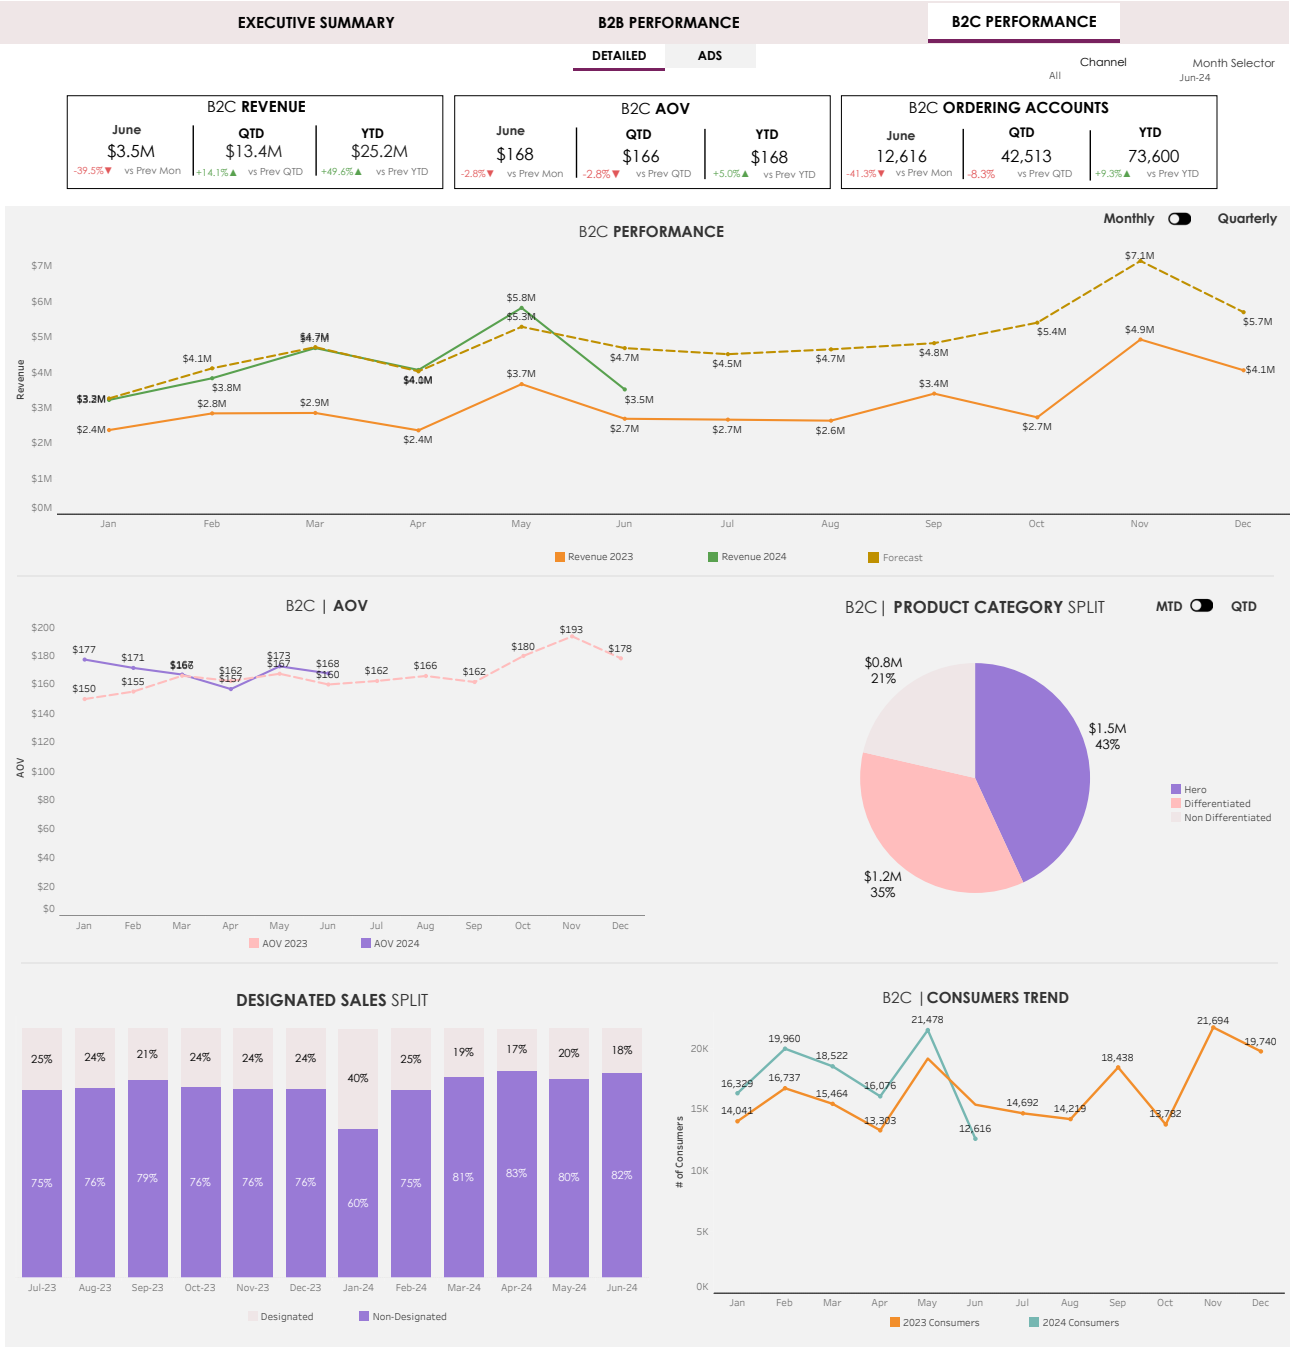 EXECUTIVE SUMMARY B2B PERFORMANCE B2C PERFORMANCE
DETAILED ADS
Channel Month Selector
All Jun-24
B2C REVENUE
June QTD YTD
$3.5M $13.4M $25.2M
-39.5%▼ vs Prev Mon +14.1%▲ vs Prev QTD +49.6%▲ vs Prev YTD
B2C AOV
June QTD YTD
$168 $166 $168
-2.8%▼ vs Prev Mon -2.8%▼ vs Prev QTD +5.0%▲ vs Prev YTD
B2C ORDERING ACCOUNTS
June QTD YTD
12,616 42,513 73,600
-41.3%▼ vs Prev Mon -8.3% vs Prev QTD +9.3%▲ vs Prev YTD
Monthly Quarterly
B2C PERFORMANCE
Revenue
$7M
$6M
$5M
$4M
$3M
$2M
$1M
$0M
$4.1M $4.7M $5.3M $4.7M $4.5M $4.7M $4.8M $5.4M $7.1M $5.7M
$3.8M $5.8M $3.5M
$2.4M $2.8M $2.9M $2.4M $3.7M $2.7M $2.7M $2.6M $3.4M $2.7M $4.9M $4.1M
Jan Feb Mar Apr May Jun Jul Aug Sep Oct Nov Dec
Revenue 2023 Revenue 2024 Forecast
B2C | AOV
AOV
$200
$180
$160
$140
$120
$100
$80
$60
$40
$20
$0
$177 $171 $157 $173 $168
$150 $155 $162 $167 $160 $162 $166 $162 $180 $193 $178
Jan Feb Mar Apr May Jun Jul Aug Sep Oct Nov Dec
AOV 2023 AOV 2024
B2C| PRODUCT CATEGORY SPLIT
MTD QTD
$0.8M
21%
$1.5M
43%
$1.2M
35%
Hero
Differentiated
Non Differentiated
DESIGNATED SALES SPLIT
25% 24% 21% 24% 24% 24% 40% 25% 19% 17% 20% 18%
75% 76% 79% 76% 76% 76% 60% 75% 81% 83% 80% 82%
Jul-23 Aug-23 Sep-23 Oct-23 Nov-23 Dec-23 Jan-24 Feb-24 Mar-24 Apr-24 May-24 Jun-24
Designated Non-Designated
B2C |CONSUMERS TREND
# of Consumers
20K
15K
10K
5K
0K
16,329 19,960 18,522 16,076 21,478 12,616
14,041 16,737 15,464 13,303 14,692 14,219 18,438 13,782 21,694 19,740
Jan Feb Mar Apr May Jun Jul Aug Sep Oct Nov Dec
2023 Consumers 2024 Consumers